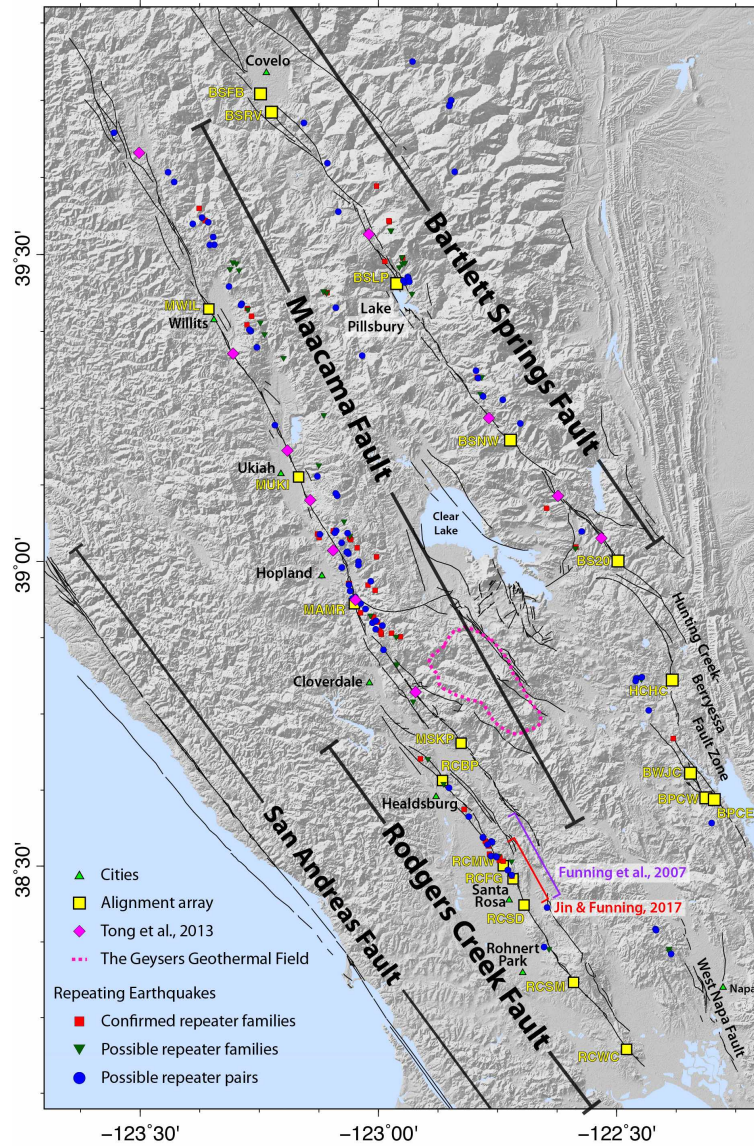 Covelo
BSFB
BSRV
39°30'
Bartlett Springs Fault
BSLP
Lake
Pillsbury
MWIL
Willits
Maacama Fault
BSNW
Ukiah
MUKI
Clear
Lake
39°00'
BS20
Hopland
MAMR
Hunting Creek-
Berryessa
Fault Zone
HCHC
Cloverdale
MSKP
RCBP
BWJC
BPCW
BPCE
Healdsburg
San Andreas Fault
Rodgers Creek Fault
38°30'
RCMW
RCFG
Funning et al., 2007
Santa
Rosa
RCSD
Jin & Funning, 2017
Rohnert
Park
RCSM
Napa
West Napa Fault
RCWC
Cities
Alignment array
Tong et al., 2013
The Geysers Geothermal Field
Repeating Earthquakes
Confirmed repeater families
Possible repeater families
Possible repeater pairs
−123°30'
−123°00'
−122°30'